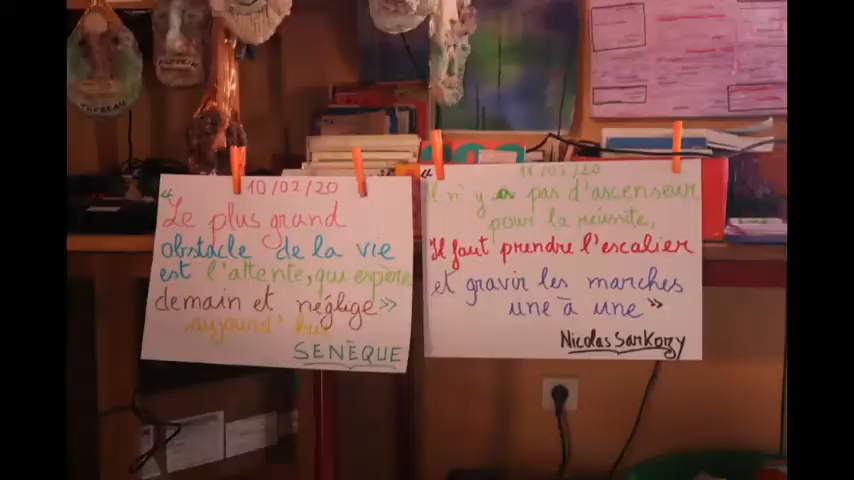 THOREAU
10/02/20
« Le plus grand
obstacle de la vie
est l'attente, qui espère
demain et néglige »
aujourd'hui
SENÈQUE
« 11/02/20
Il n'y a pas d'ascenseur
pour la réussite,
Il faut prendre l'escalier
et gravir les marches
une à une »
Nicolas Sarkozy